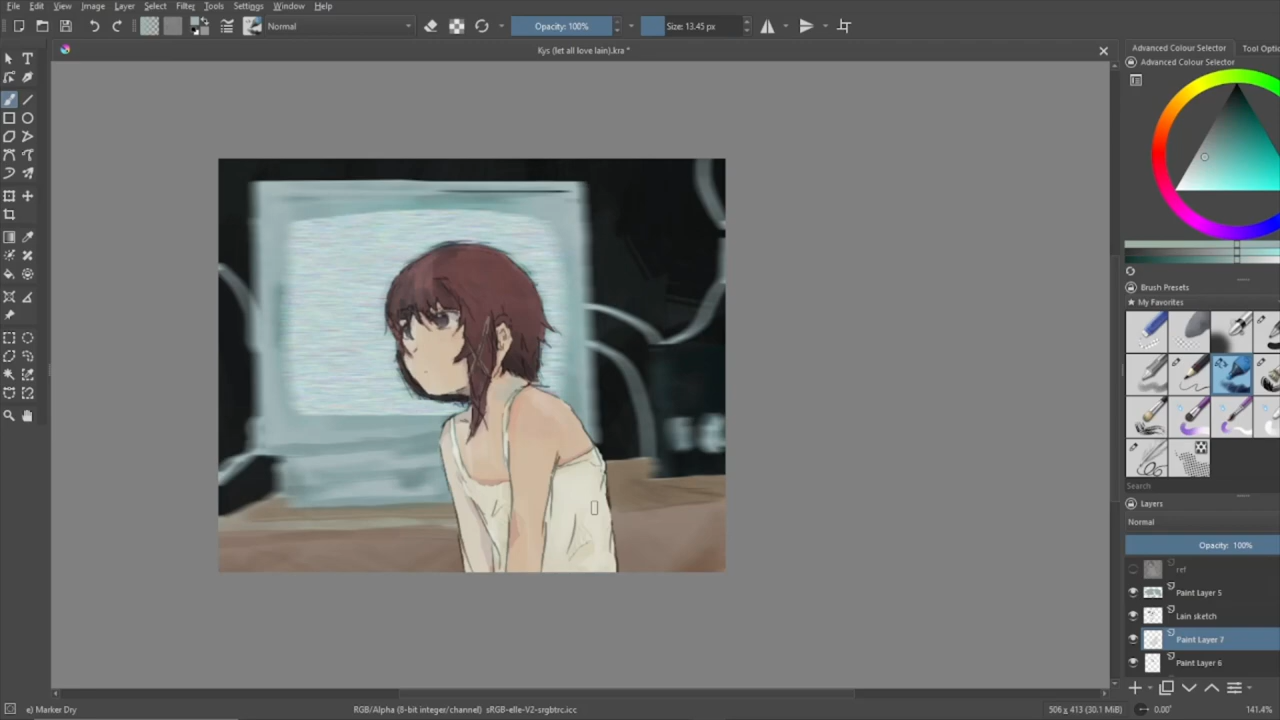 File Edit View Image Layer Select Filter Tools Settings Window Help
Normal Opacity: 100% Size: 13.45 px
Kys (let all love lain).kra *
Advanced Colour Selector Tool Optio
Advanced Colour Selector
Brush Presets
My Favorites
Search
Layers
Normal
Opacity: 100%
ref
Paint Layer 5
Lain sketch
Paint Layer 7
Paint Layer 6
e) Marker Dry RGB/Alpha (8-bit integer/channel) sRGB-elle-V2-srgbtrc.icc 506 x 413 (30.1 MiB) 0.00° 141.4%